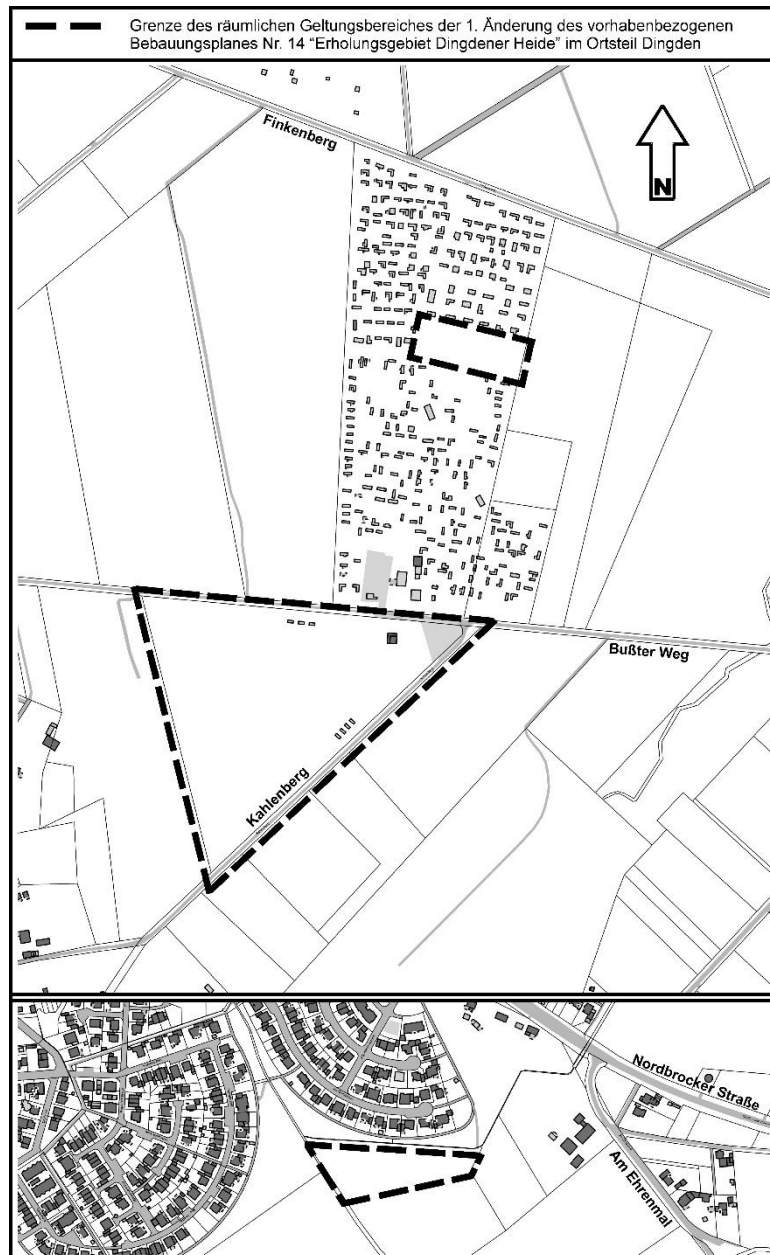 Grenze des räumlichen Geltungsbereiches der 1. Änderung des vorhabenbezogenen
Bebauungsplanes Nr. 14 "Erholungsgebiet Dingdener Heide" im Ortsteil Dingden
Finkenberg
N
Bußter Weg
Kahlenberg
Nordbrocker Straße
Am Ehrenmal